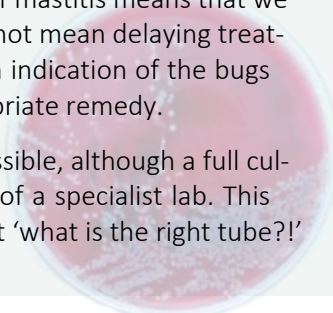 mastitis means that we
not mean delaying treat-
indication of the bugs
priate remedy.
ssible, although a full cul-
of a specialist lab. This
t ‘what is the right tube?!’